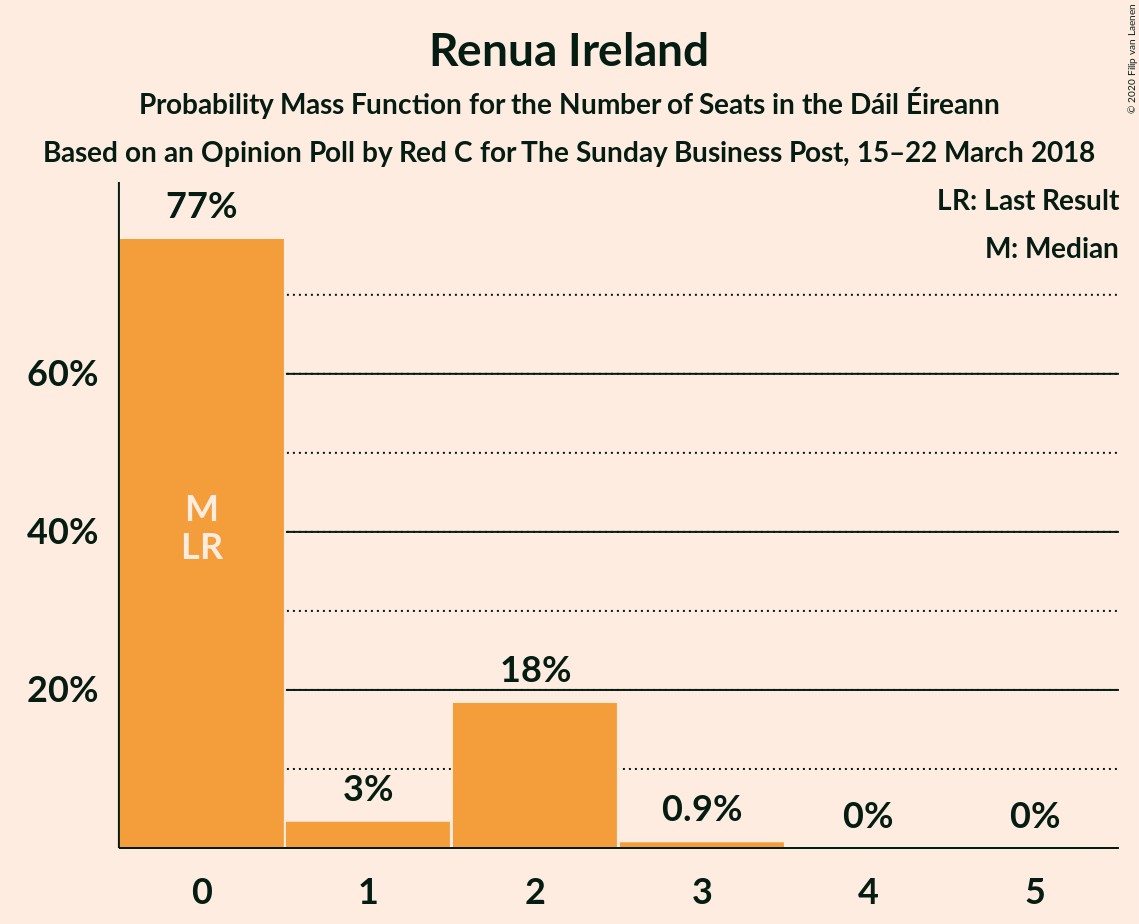 Renua Ireland
Probability Mass Function for the Number of Seats in the Dáil Éireann
Based on an Opinion Poll by Red C for The Sunday Business Post, 15–22 March 2018
© 2020 Filip van Laenen
LR: Last Result
M: Median
77%
60%
40%
20%
M
LR
3%
18%
0.9%
0%
0%
0 1 2 3 4 5